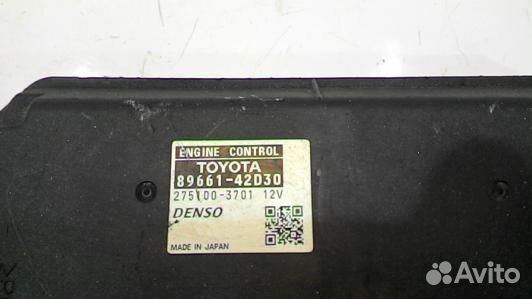 ENGINE CONTROL
TOYOTA
89661-42D30
275100-3701 12V
DENSO
MADE IN JAPAN
Avito